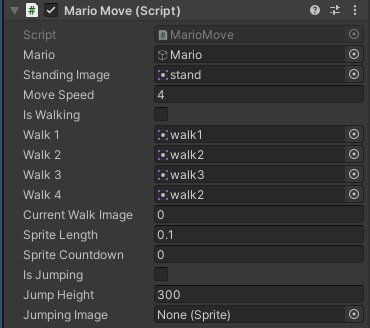 Mario Move (Script)
Script MarioMove
Mario Mario
Standing Image stand
Move Speed 4
Is Walking
Walk 1 walk1
Walk 2 walk2
Walk 3 walk3
Walk 4 walk2
Current Walk Image 0
Sprite Length 0.1
Sprite Countdown 0
Is Jumping
Jump Height 300
Jumping Image None (Sprite)